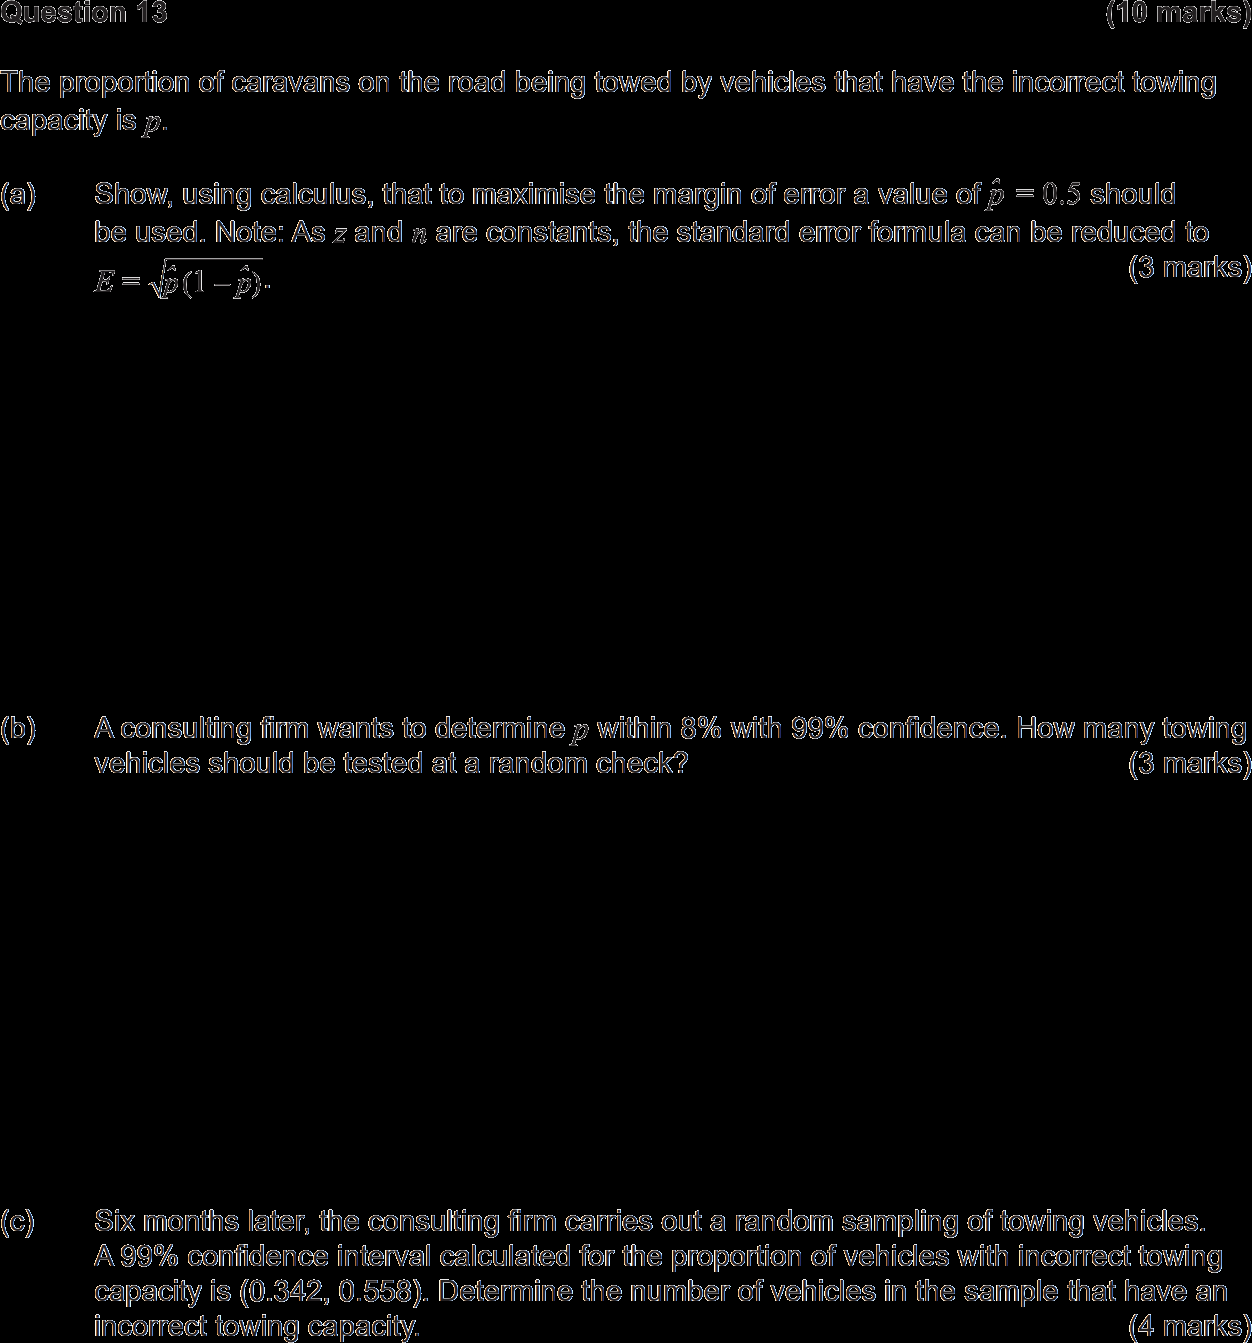 Question 13 (10 marks)
The proportion of caravans on the road being towed by vehicles that have the incorrect towing
capacity is p.
(a) Show, using calculus, that to maximise the margin of error a value of p̂ = 0.5 should
be used. Note: As z and n are constants, the standard error formula can be reduced to
E = √(p̂(1 – p̂)). (3 marks)
(b) A consulting firm wants to determine p within 8% with 99% confidence. How many towing
vehicles should be tested at a random check? (3 marks)
(c) Six months later, the consulting firm carries out a random sampling of towing vehicles.
A 99% confidence interval calculated for the proportion of vehicles with incorrect towing
capacity is (0.342, 0.558). Determine the number of vehicles in the sample that have an
incorrect towing capacity. (4 marks)